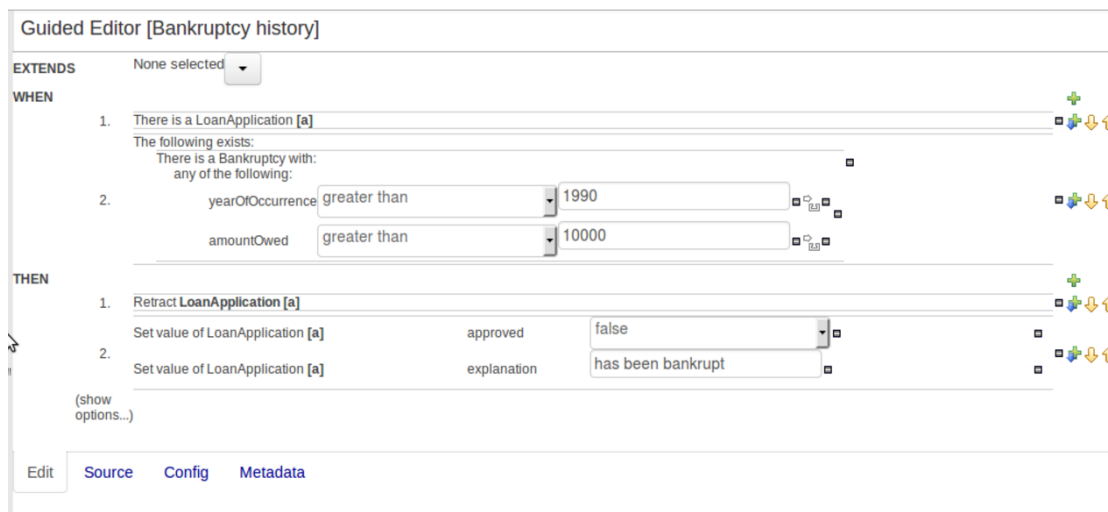 Guided Editor [Bankruptcy history]
EXTENDS None selected
WHEN
1. There is a LoanApplication [a]
The following exists:
There is a Bankruptcy with:
any of the following:
2. yearOfOccurrence greater than 1990
amountOwed greater than 10000
THEN
1. Retract LoanApplication [a]
Set value of LoanApplication [a] approved false
2.
Set value of LoanApplication [a] explanation has been bankrupt
(show
options...)
Edit Source Config Metadata